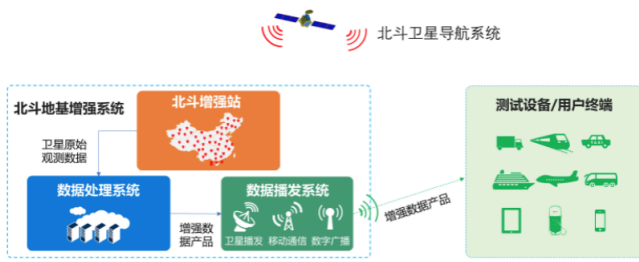 北斗卫星导航系统
北斗地基增强系统
北斗增强站
卫星原始
观测数据
数据处理系统
增强数
据产品
数据播发系统
卫星播发
移动通信
数字广播
增强数据产品
测试设备/用户终端